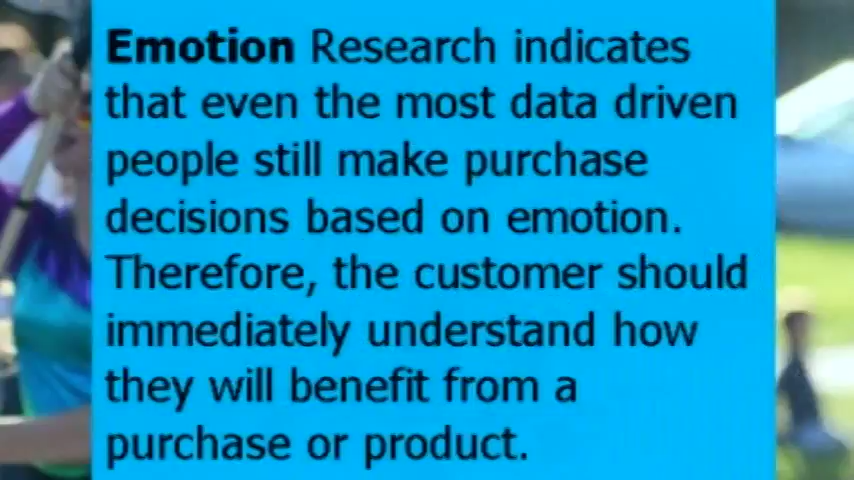 Emotion Research indicates
that even the most data driven
people still make purchase
decisions based on emotion.
Therefore, the customer should
immediately understand how
they will benefit from a
purchase or product.